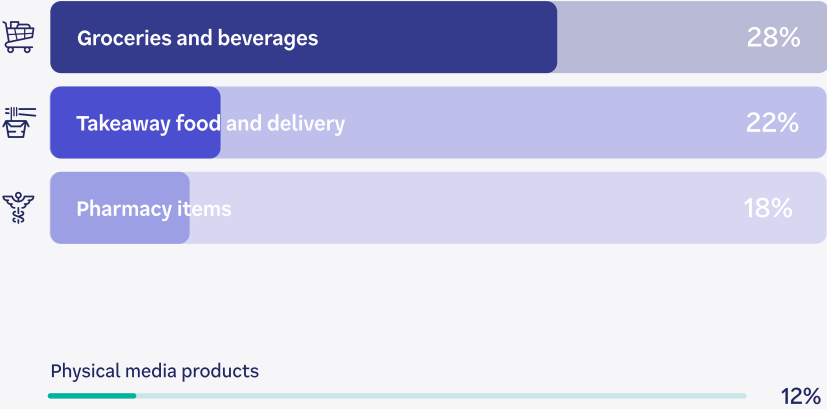 Groceries and beverages 28%
Takeaway food and delivery 22%
Pharmacy items 18%
Physical media products
12%